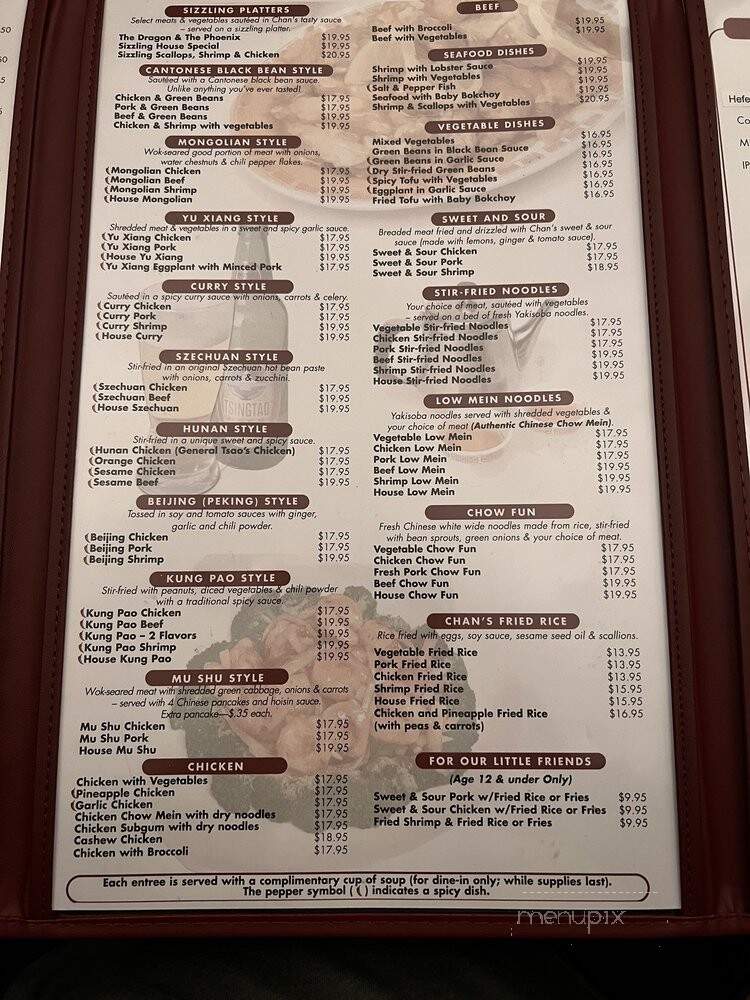 SIZZLING PLATTERS
Select meats & vegetables sautéed in Chan's tasty sauce
– served on a sizzling platter.
The Dragon & The Phoenix $19.95
Sizzling House Special $19.95
Sizzling Scallops, Shrimp & Chicken $20.95
CANTONESE BLACK BEAN STYLE
Sautéed with a Cantonese black bean sauce.
Unlike anything you've ever tasted!
Chicken & Green Beans $17.95
Pork & Green Beans $17.95
Beef & Green Beans $19.95
Chicken & Shrimp with vegetables $19.95
MONGOLIAN STYLE
Wok-seared good portion of meat with onions,
water chestnuts & chili pepper flakes.
Mongolian Chicken $17.95
Mongolian Beef $19.95
Mongolian Shrimp $19.95
House Mongolian $19.95
YU XIANG STYLE
Shredded meat & vegetables in a sweet and spicy garlic sauce.
Yu Xiang Chicken $17.95
Yu Xiang Pork $17.95
House Yu Xiang $19.95
Yu Xiang Eggplant with Minced Pork $17.95
CURRY STYLE
Sautéed in a spicy curry sauce with onions, carrots & celery.
Curry Chicken $17.95
Curry Pork $17.95
Curry Shrimp $19.95
House Curry $19.95
SZECHUAN STYLE
Stir-fried in an original Szechuan hot bean paste
with onions, carrots & zucchini.
Szechuan Chicken $17.95
Szechuan Beef $19.95
House Szechuan $19.95
TSINGTAO
HUNAN STYLE
Stir-fried in a unique sweet and spicy sauce.
Hunan Chicken (General Tsao's Chicken) $17.95
Orange Chicken $17.95
Sesame Chicken $17.95
Sesame Beef $19.95
BEIJING (PEKING) STYLE
Tossed in soy and tomato sauces with ginger,
garlic and chili powder.
Beijing Chicken $17.95
Beijing Pork $17.95
Beijing Shrimp $19.95
KUNG PAO STYLE
Stir-fried with peanuts, diced vegetables & chili powder
with a traditional spicy sauce.
Kung Pao Chicken $17.95
Kung Pao Beef $19.95
Kung Pao – 2 Flavors $19.95
Kung Pao Shrimp $19.95
House Kung Pao $19.95
MU SHU STYLE
Wok-seared meat with shredded green cabbage, onions & carrots
– served with 4 Chinese pancakes and hoisin sauce.
Extra pancake—$.35 each.
Mu Shu Chicken $17.95
Mu Shu Pork $17.95
House Mu Shu $19.95
CHICKEN
Chicken with Vegetables $17.95
Pineapple Chicken $17.95
Garlic Chicken $17.95
Chicken Chow Mein with dry noodles $17.95
Chicken Subgum with dry noodles $17.95
Cashew Chicken $18.95
Chicken with Broccoli $17.95
BEEF
Beef with Broccoli $19.95
Beef with Vegetables $19.95
SEAFOOD DISHES
Shrimp with Lobster Sauce $19.95
Shrimp with Vegetables $19.95
Salt & Pepper Fish $19.95
Seafood with Baby Bokchoy $19.95
Shrimp & Scallops with Vegetables $20.95
VEGETABLE DISHES
Mixed Vegetables $16.95
Green Beans in Black Bean Sauce $16.95
Green Beans in Garlic Sauce $16.95
Dry Stir-fried Green Beans $16.95
Spicy Tofu with Vegetables $16.95
Eggplant in Garlic Sauce $16.95
Fried Tofu with Baby Bokchoy $16.95
SWEET AND SOUR
Breaded meat fried and drizzled with Chan's sweet & sour
sauce (made with lemons, ginger & tomato sauce).
Sweet & Sour Chicken $17.95
Sweet & Sour Pork $17.95
Sweet & Sour Shrimp $18.95
STIR-FRIED NOODLES
Your choice of meat, sautéed with vegetables
– served on a bed of fresh Yakisoba noodles.
Vegetable Stir-fried Noodles $17.95
Chicken Stir-fried Noodles $17.95
Pork Stir-fried Noodles $17.95
Beef Stir-fried Noodles $19.95
Shrimp Stir-fried Noodles $19.95
House Stir-fried Noodles $19.95
LOW MEIN NOODLES
Yakisoba noodles served with shredded vegetables &
your choice of meat (Authentic Chinese Chow Mein).
Vegetable Low Mein $17.95
Chicken Low Mein $17.95
Pork Low Mein $17.95
Beef Low Mein $19.95
Shrimp Low Mein $19.95
House Low Mein $19.95
CHOW FUN
Fresh Chinese white wide noodles made from rice, stir-fried
with bean sprouts, green onions & your choice of meat.
Vegetable Chow Fun $17.95
Chicken Chow Fun $17.95
Fresh Pork Chow Fun $17.95
Beef Chow Fun $19.95
House Chow Fun $19.95
CHAN'S FRIED RICE
Rice fried with eggs, soy sauce, sesame seed oil & scallions.
Vegetable Fried Rice $13.95
Pork Fried Rice $13.95
Chicken Fried Rice $13.95
Shrimp Fried Rice $15.95
House Fried Rice $15.95
Chicken and Pineapple Fried Rice $16.95
(with peas & carrots)
FOR OUR LITTLE FRIENDS
(Age 12 & under Only)
Sweet & Sour Pork w/Fried Rice or Fries $9.95
Sweet & Sour Chicken w/Fried Rice or Fries $9.95
Fried Shrimp & Fried Rice or Fries $9.95
Each entree is served with a complimentary cup of soup (for dine-in only; while supplies last).
The pepper symbol ( ) indicates a spicy dish.
menupix